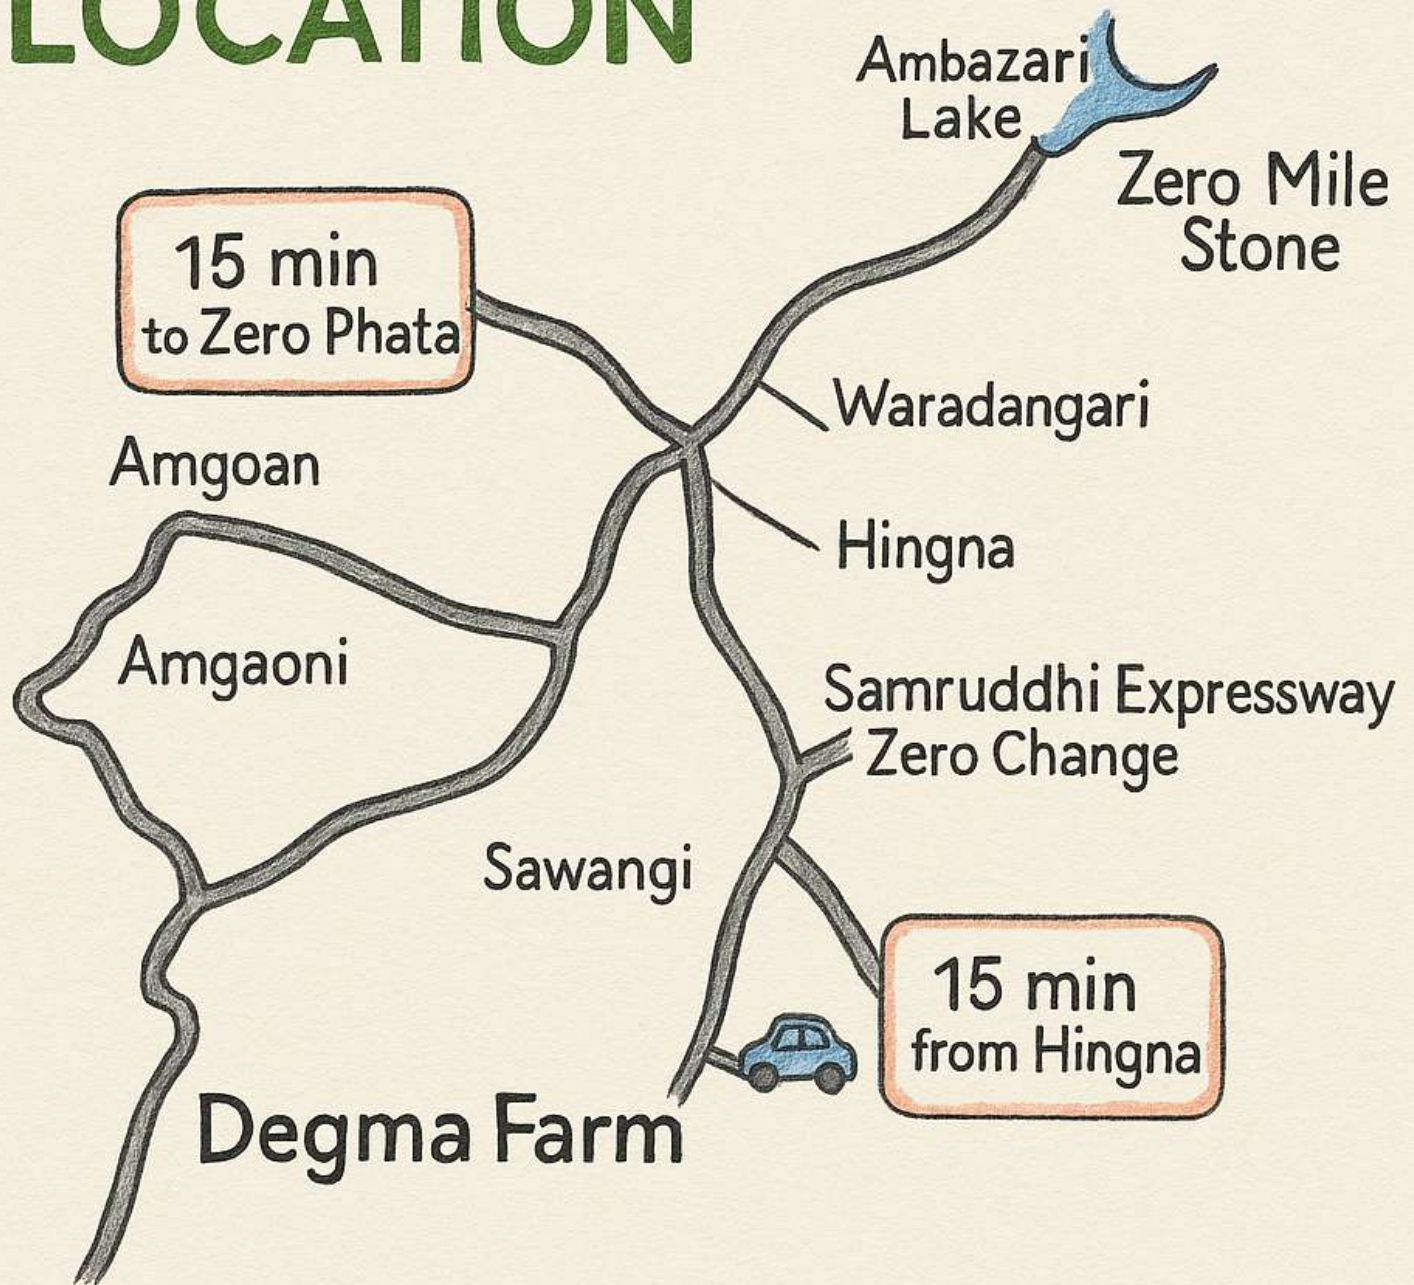 LOCATION
Ambazari
Lake
Zero Mile
Stone
15 min
to Zero Phata
Waradangari
Amgoan
Hingna
Amgaoni
Samruddhi Expressway
Zero Change
Sawangi
15 min
from Hingna
Degma Farm